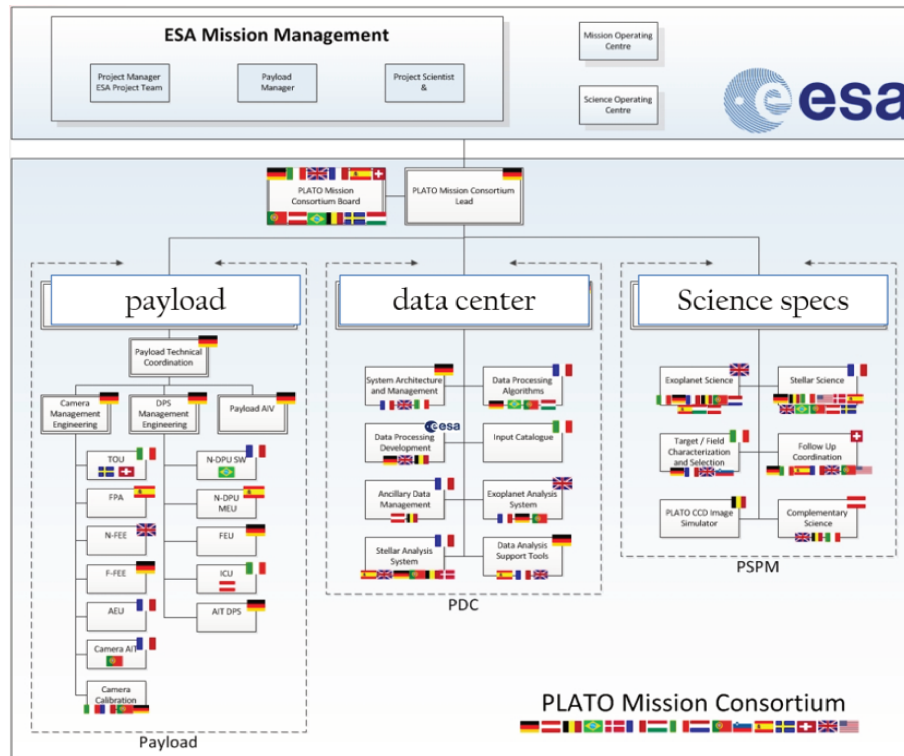 ESA Mission Management
Project Manager
ESA Project Team
Payload
Manager
Project Scientist
&
Mission Operating
Centre
Science Operating
Centre
esa
PLATO Mission
Consortium Board
PLATO Mission Consortium
Lead
payload
data center
Science specs
Payload Technical
Coordination
Camera
Management
Engineering
DPS
Management
Engineering
Payload AIV
TOU
FPA
N-FEE
F-FEE
AEU
Camera AIT
Camera
Calibration
N-DPU SW
N-DPU
MEU
FEU
ICU
AIT DPS
Payload
System Architecture
and Management
Data Processing
Algorithms
esa
Data Processing
Development
Input Catalogue
Ancillary Data
Management
Exoplanet Analysis
System
Stellar Analysis
System
Data Analysis
Support Tools
PDC
Exoplanet Science
Stellar Science
Target / Field
Characterization
and Selection
Follow Up
Coordination
PLATO CCD Image
Simulator
Complementary
Science
PSPM
PLATO Mission Consortium